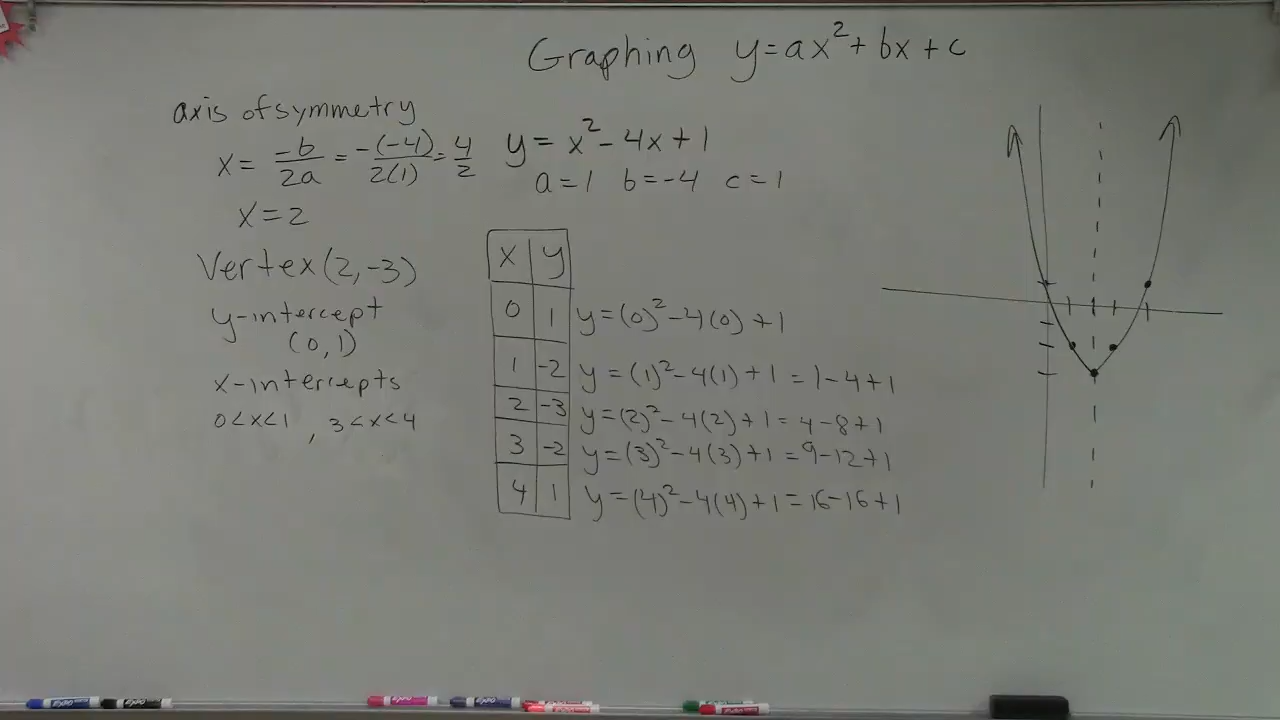 Graphing y=ax²+bx+c
axis of symmetry
x= -b/2a = -(-4)/2(1) = 4/2
x=2
Vertex(2,-3)
y-intercept
(0,1)
x-intercepts
0<x<1 , 3<x<4
y= x²-4x+1
a=1 b=-4 c=1
x y
0 1 y=(0)²-4(0)+1
1 -2 y=(1)²-4(1)+1=1-4+1
2 -3 y=(2)²-4(2)+1=4-8+1
3 -2 y=(3)²-4(3)+1=9-12+1
4 1 y=(4)²-4(4)+1=16-16+1